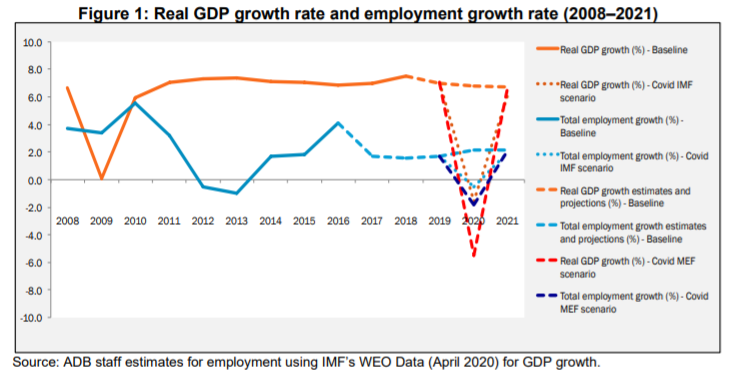 Figure 1: Real GDP growth rate and employment growth rate (2008–2021)
10.0
8.0
6.0
4.0
2.0
0.0
-2.0
-4.0
-6.0
-8.0
-10.0
2008 2009 2010 2011 2012 2013 2014 2015 2016 2017 2018 2019 2020 2021
Real GDP growth (%) - Baseline
Real GDP growth (%) - Covid IMF
scenario
Total employment growth (%) -
Baseline
Total employment growth (%) - Covid
IMF scenario
Real GDP growth estimates and
projections (%) - Baseline
Total employment growth estimates
and projections (%) - Baseline
Real GDP growth (%) - Covid MEF
scenario
Total employment growth (%) - Covid
MEF scenario
Source: ADB staff estimates for employment using IMF's WEO Data (April 2020) for GDP growth.